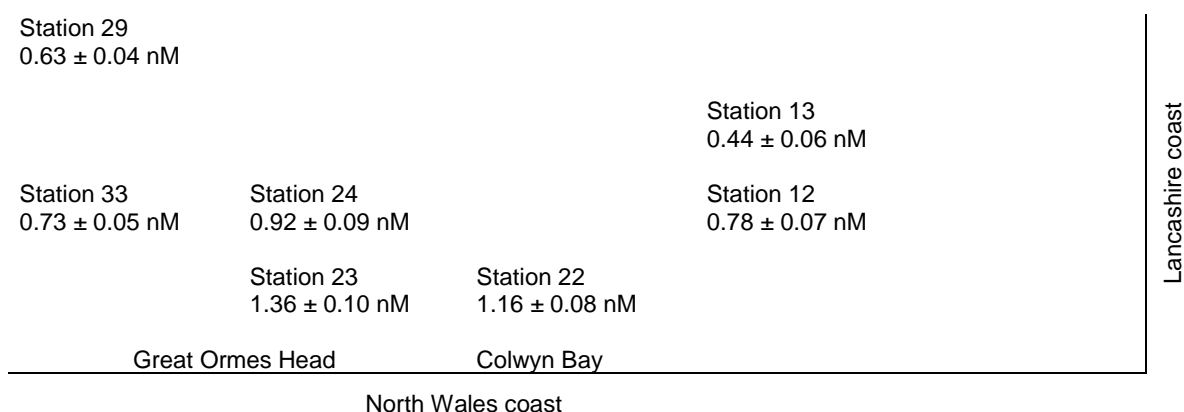 Station 29
0.63 ± 0.04 nM
Station 13
0.44 ± 0.06 nM
Station 33
0.73 ± 0.05 nM
Station 24
0.92 ± 0.09 nM
Station 12
0.78 ± 0.07 nM
Station 23
1.36 ± 0.10 nM
Station 22
1.16 ± 0.08 nM
Great Ormes Head
Colwyn Bay
North Wales coast
Lancashire coast